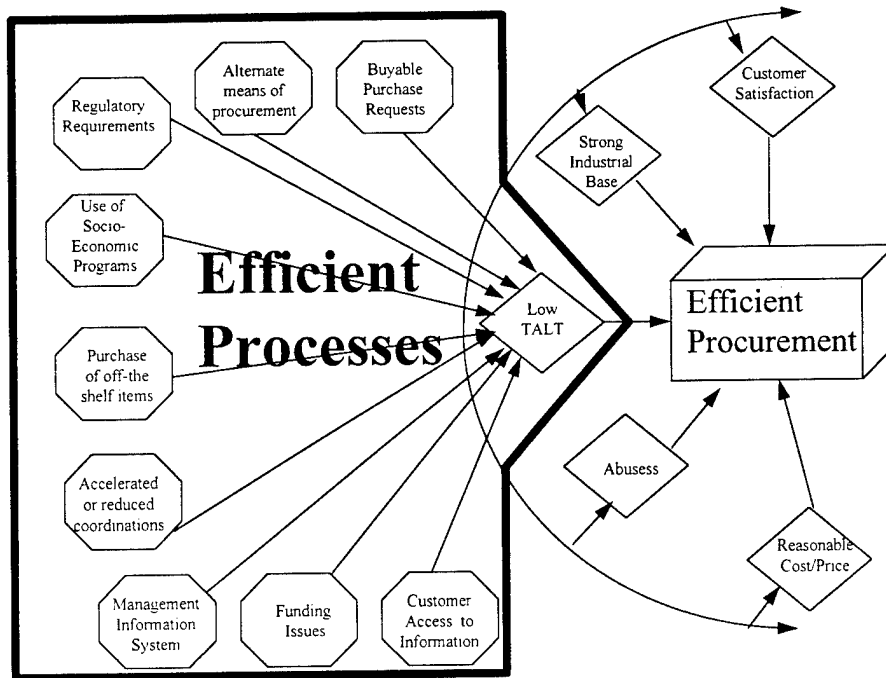 Alternate
means of
procurement
Buyable
Purchase
Requests
Customer
Satisfaction
Regulatory
Requirements
Strong
Industrial
Base
Use of
Socio-
Economic
Programs
Efficient
Processes
Low
TALT
Efficient
Procurement
Purchase
of off-the
shelf items
Abusess
Accelerated
or reduced
coordinations
Reasonable
Cost/Price
Management
Information
System
Funding
Issues
Customer
Access to
Information